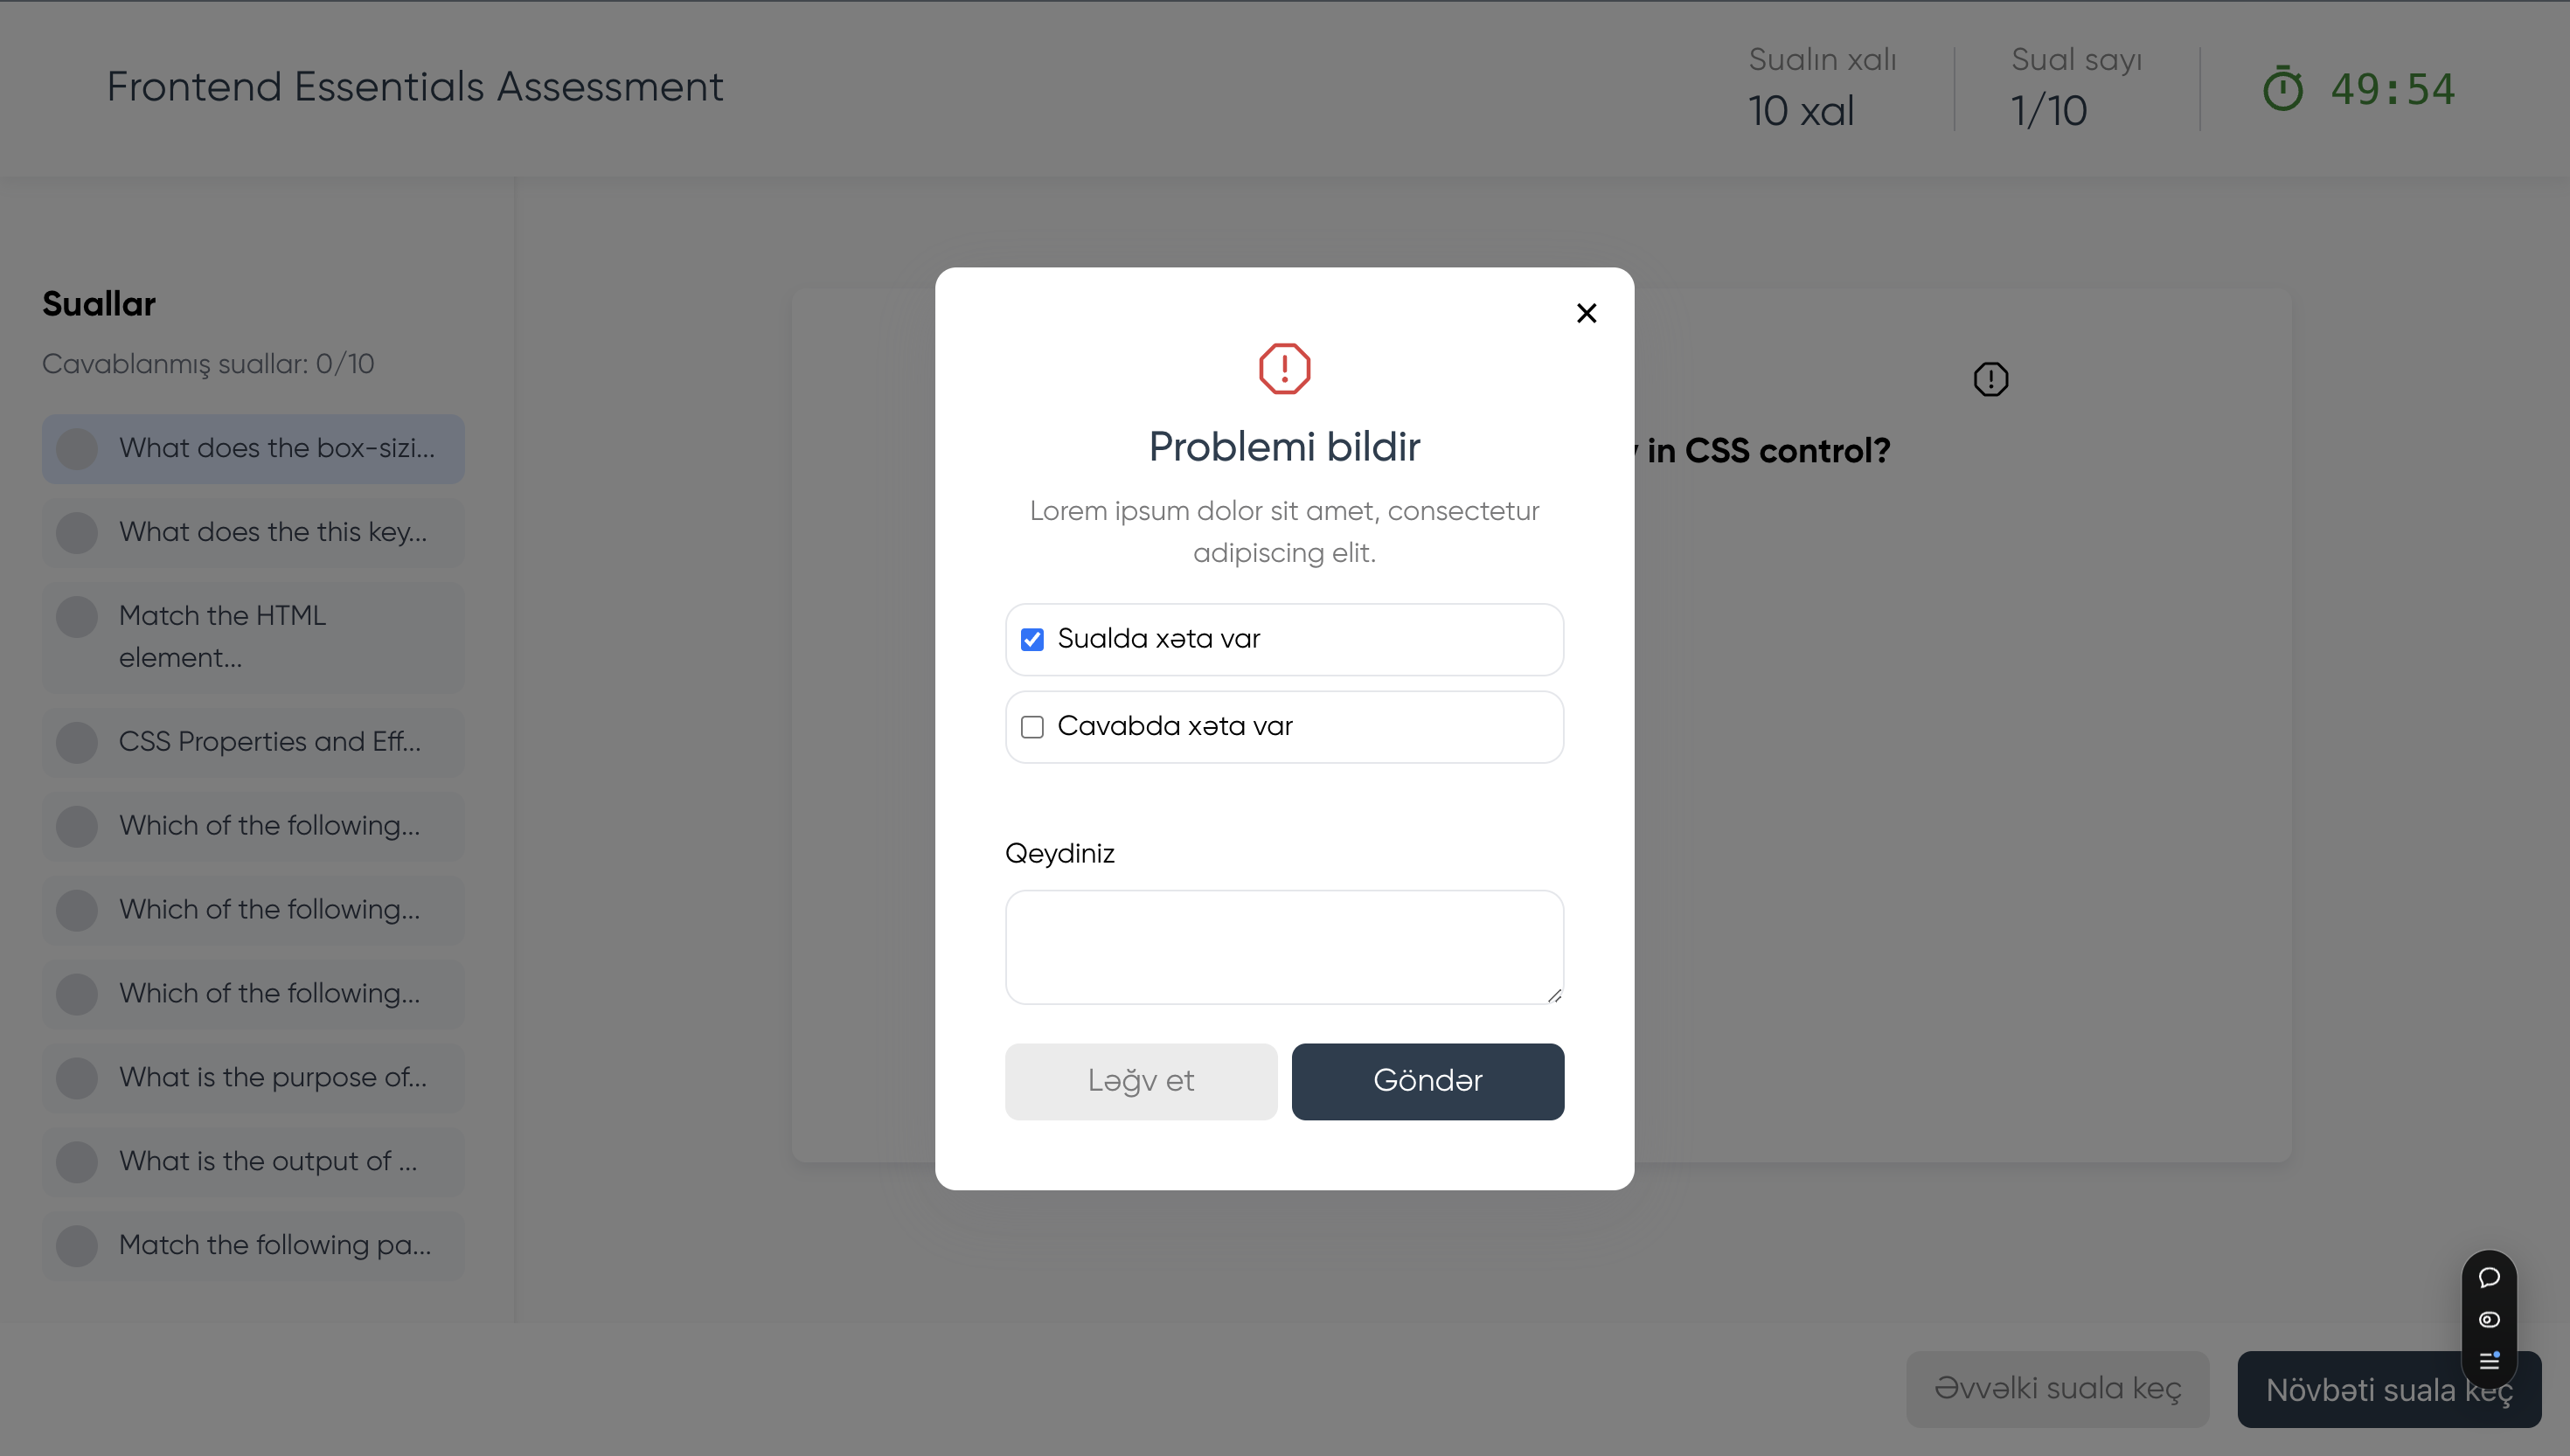 Frontend Essentials Assessment
Sualın xalı
10 xal
Sual sayı
1/10
49:54
Suallar
Cavablanmış suallar: 0/10
What does the box-sizi...
What does the this key...
Match the HTML
element...
CSS Properties and Eff...
Which of the following...
Which of the following...
Which of the following...
What is the purpose of...
What is the output of ...
Match the following pa...
in CSS control?
Problemi bildir
Lorem ipsum dolor sit amet, consectetur
adipiscing elit.
Sualda xəta var
Cavabda xəta var
Qeydiniz
Ləğv et
Göndər
Əvvəlki suala keç
Növbəti suala keç